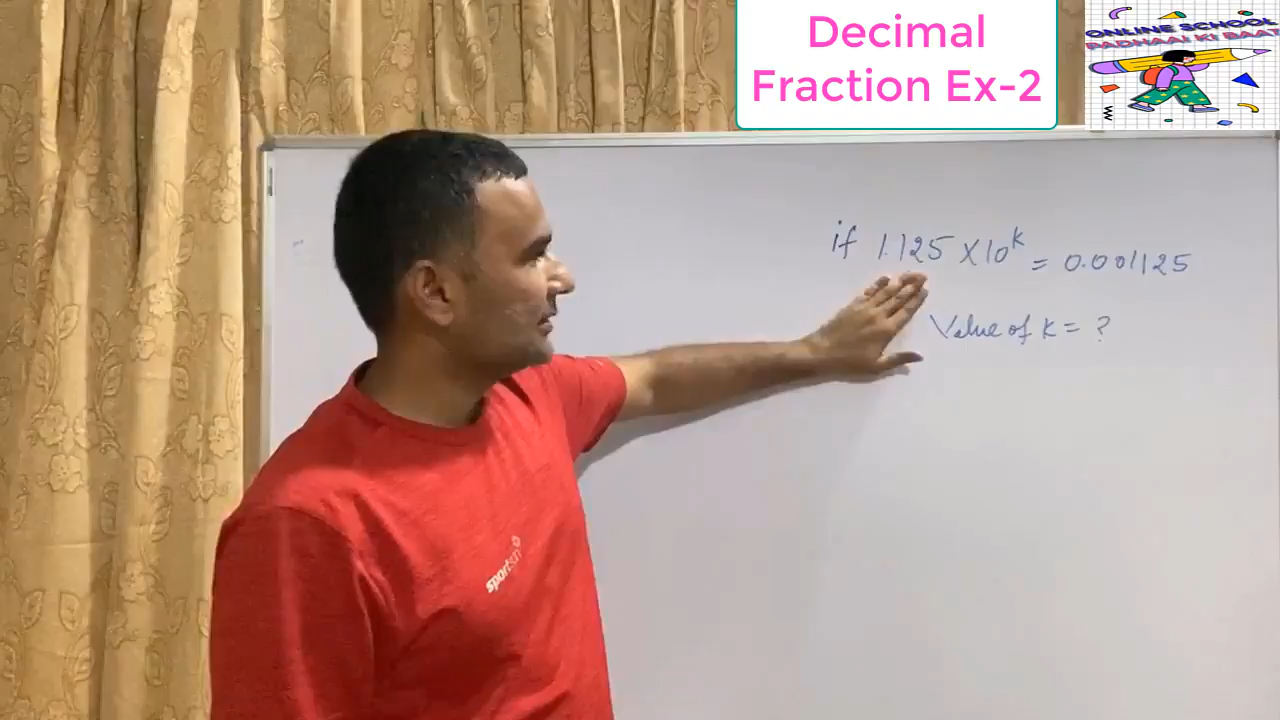 Decimal
Fraction Ex-2
ONLINE SCHOOL
PADHAAI KI BAAT
if 1.125 × 10^k = 0.001125
Value of k = ?
sportsun